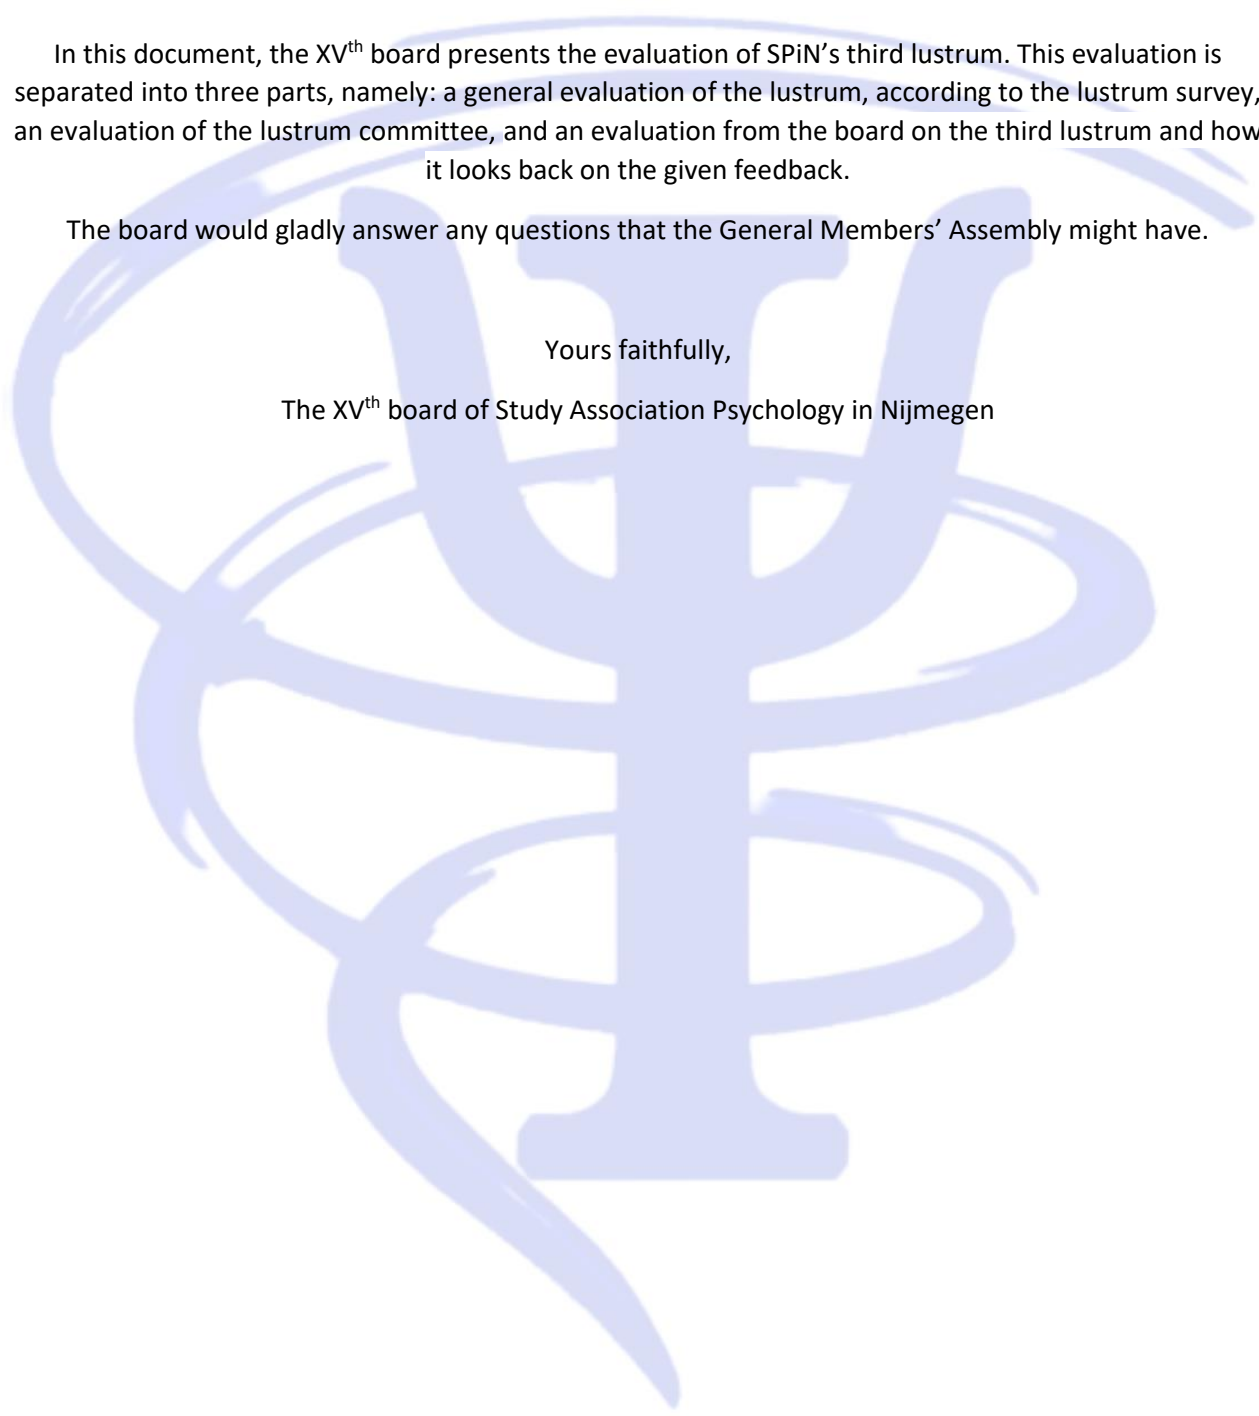 In this document, the XVth board presents the evaluation of SPiN’s third lustrum. This evaluation is
separated into three parts, namely: a general evaluation of the lustrum, according to the lustrum survey,
an evaluation of the lustrum committee, and an evaluation from the board on the third lustrum and how
it looks back on the given feedback.
The board would gladly answer any questions that the General Members’ Assembly might have.
Yours faithfully,
The XVth board of Study Association Psychology in Nijmegen